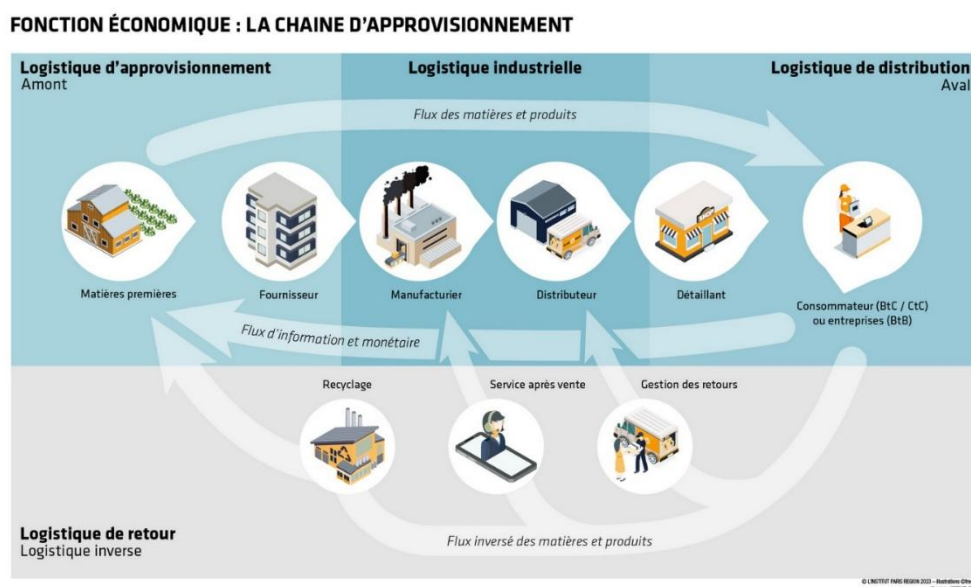 FONCTION ÉCONOMIQUE : LA CHAINE D'APPROVISIONNEMENT
Logistique d'approvisionnement
Amont
Logistique industrielle
Logistique de distribution
Aval
Flux des matières et produits
Matières premières
Fournisseur
Manufacturier
Distributeur
Détaillant
Consommateur (BtC / CtC)
ou entreprises (BtB)
Flux d'information et monétaire
Recyclage
Service après vente
Gestion des retours
Logistique de retour
Logistique inverse
Flux inversé des matières et produits
© L'INSTITUT PARIS REGION 2023 –